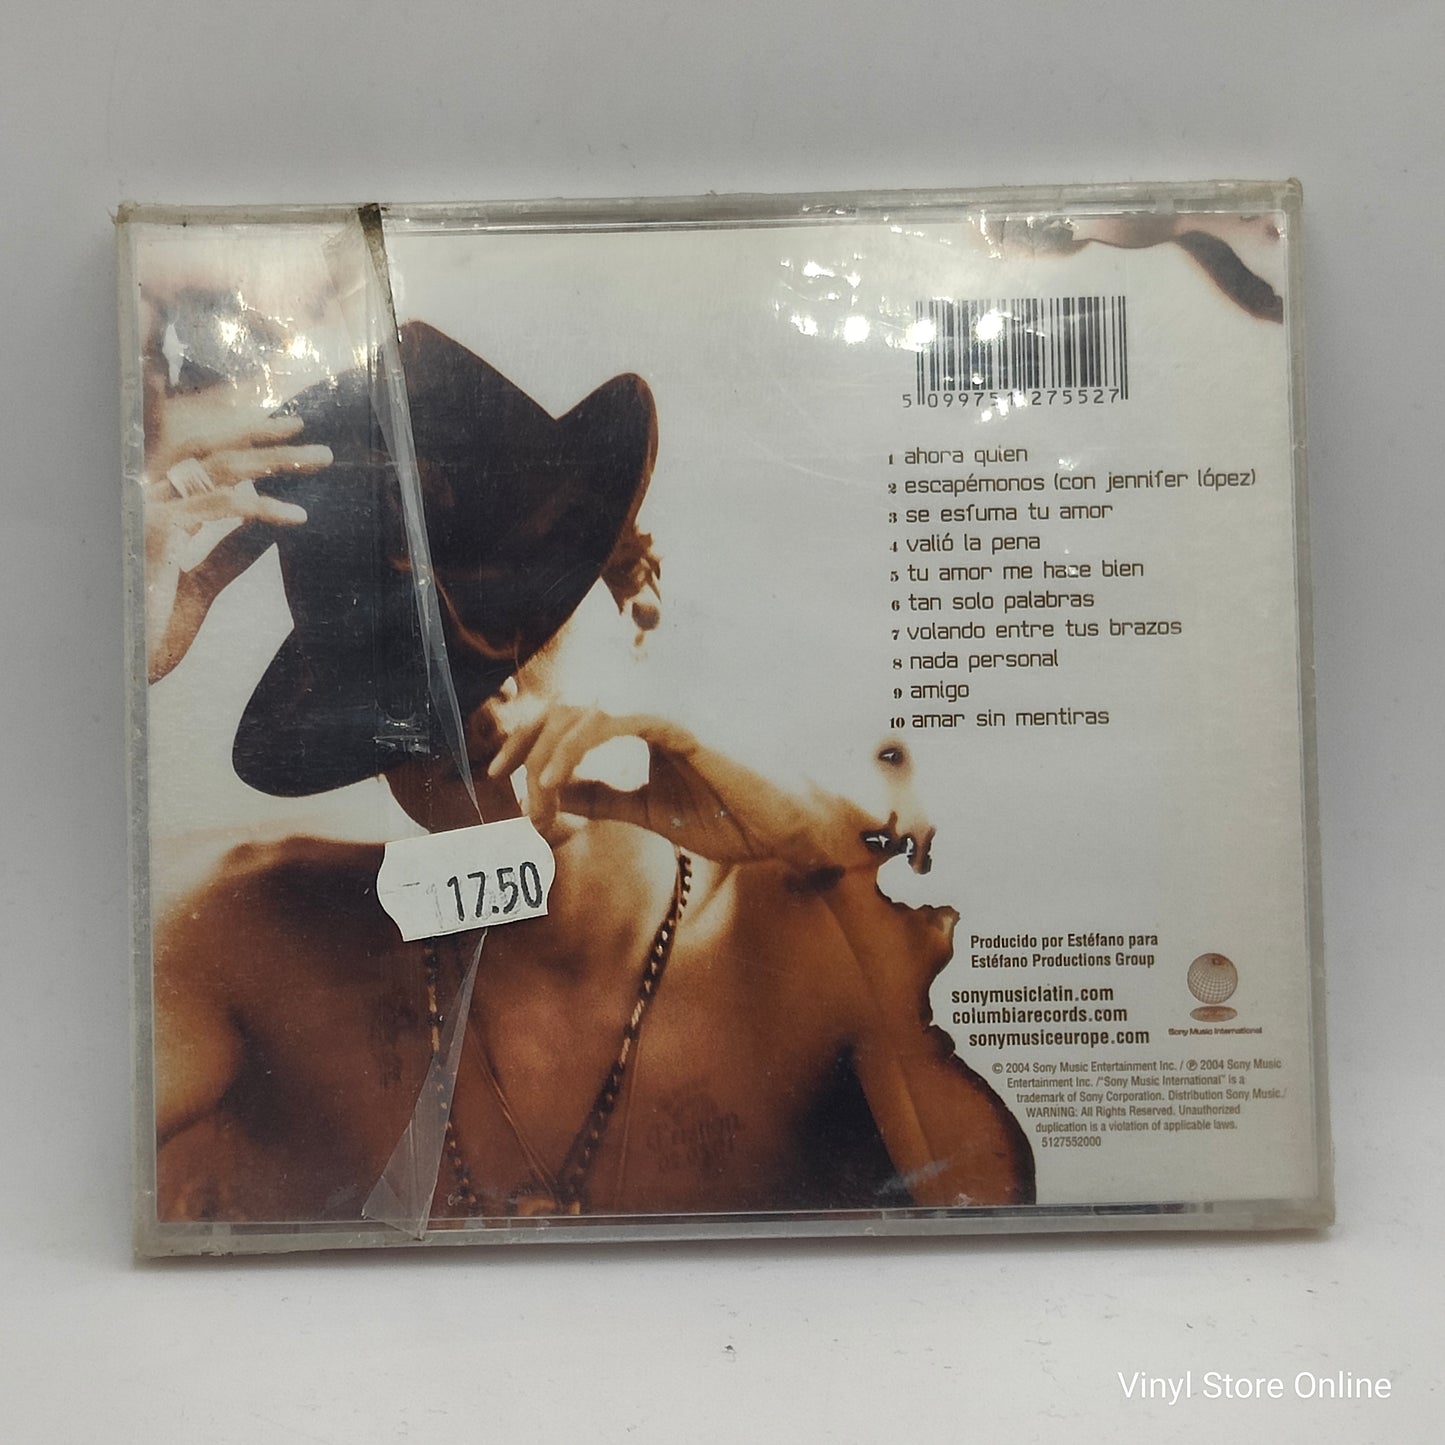 5 099751 275527
1 ahora quien
2 escapémonos (con jennifer lópez)
3 se esfuma tu amor
4 valió la pena
5 tu amor me hace bien
6 tan solo palabras
7 volando entre tus brazos
8 nada personal
9 amigo
10 amar sin mentiras
17.50
Producido por Estéfano para
Estéfano Productions Group
sonymusiclatin.com
columbiarecords.com
sonymusiceurope.com
Sony Music International
© 2004 Sony Music Entertainment Inc. / ℗ 2004 Sony Music
Entertainment Inc. /"Sony Music International" is a
trademark of Sony Corporation. Distribution Sony Music./
WARNING: All Rights Reserved. Unauthorized
duplication is a violation of applicable laws.
5127552000
Vinyl Store Online